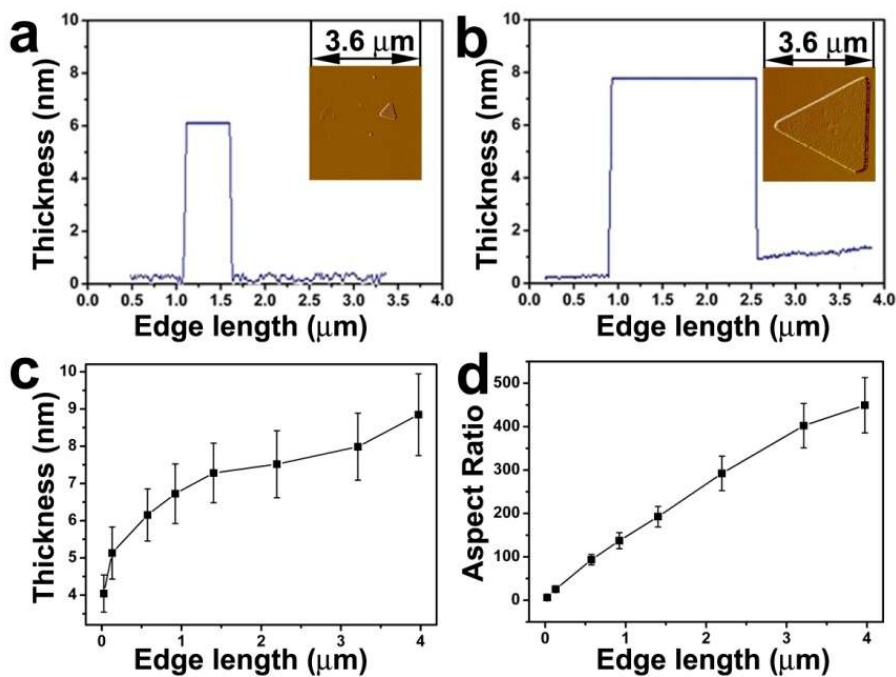 a
3.6 μm
10
8
6
4
2
0
Thickness (nm)
0.0 0.5 1.0 1.5 2.0 2.5 3.0 3.5 4.0
Edge length (μm)
b
3.6 μm
10
8
6
4
2
0
Thickness (nm)
0.0 0.5 1.0 1.5 2.0 2.5 3.0 3.5 4.0
Edge length (μm)
c
10
9
8
7
6
5
4
Thickness (nm)
0 1 2 3 4
Edge length (μm)
d
500
400
300
200
100
0
Aspect Ratio
0 1 2 3 4
Edge length (μm)